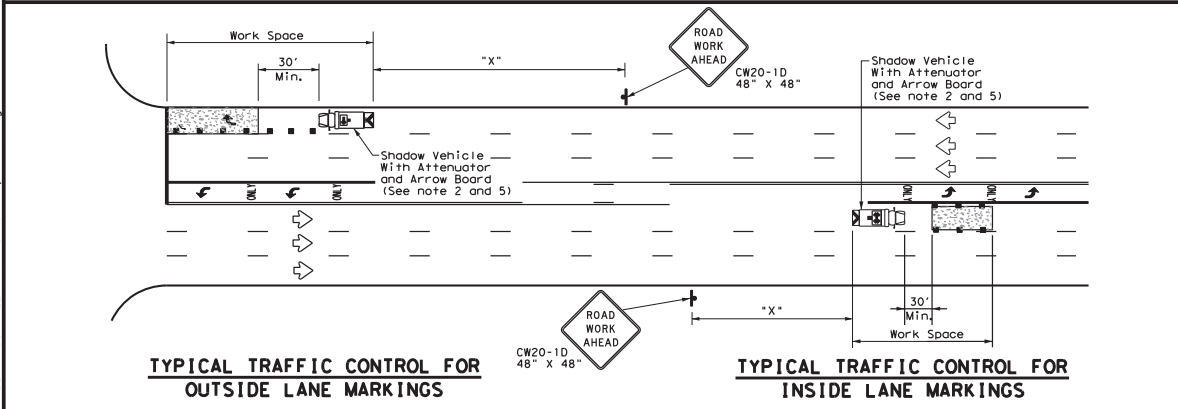 Work Space
30'
Min.
"X"
ROAD
WORK
AHEAD
CW20-1D
48" X 48"
Shadow Vehicle
With Attenuator
and Arrow Board
(See note 2 and 5)
Shadow Vehicle
With Attenuator
and Arrow Board
(See note 2 and 5)
ONLY
ONLY
ONLY
ONLY
ROAD
WORK
AHEAD
CW20-1D
48" X 48"
"X"
30'
Min.
Work Space
TYPICAL TRAFFIC CONTROL FOR
OUTSIDE LANE MARKINGS
TYPICAL TRAFFIC CONTROL FOR
INSIDE LANE MARKINGS